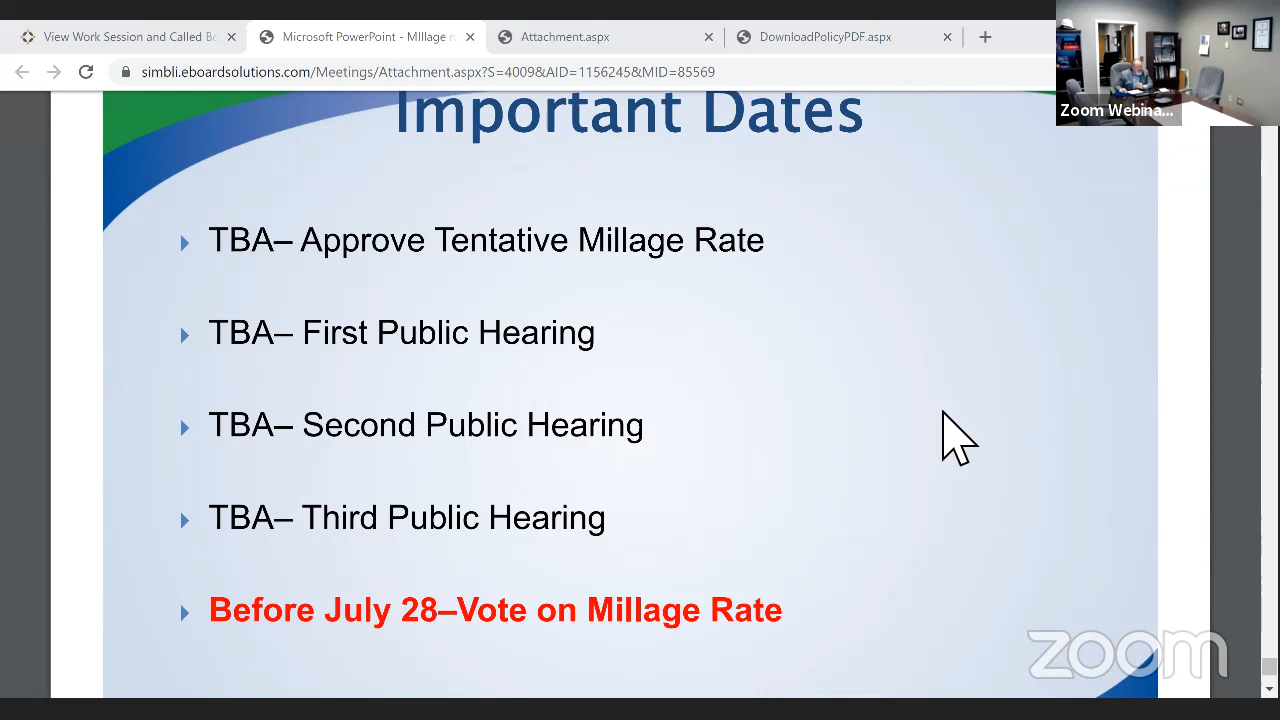 View Work Session and Called Bo
Microsoft PowerPoint - MIllage ra
Attachment.aspx
DownloadPolicyPDF.aspx
simbli.eboardsolutions.com/Meetings/Attachment.aspx?S=4009&AID=1156245&MID=85569
Zoom Webina...
Important Dates
TBA– Approve Tentative Millage Rate
TBA– First Public Hearing
TBA– Second Public Hearing
TBA– Third Public Hearing
Before July 28–Vote on Millage Rate
zoom